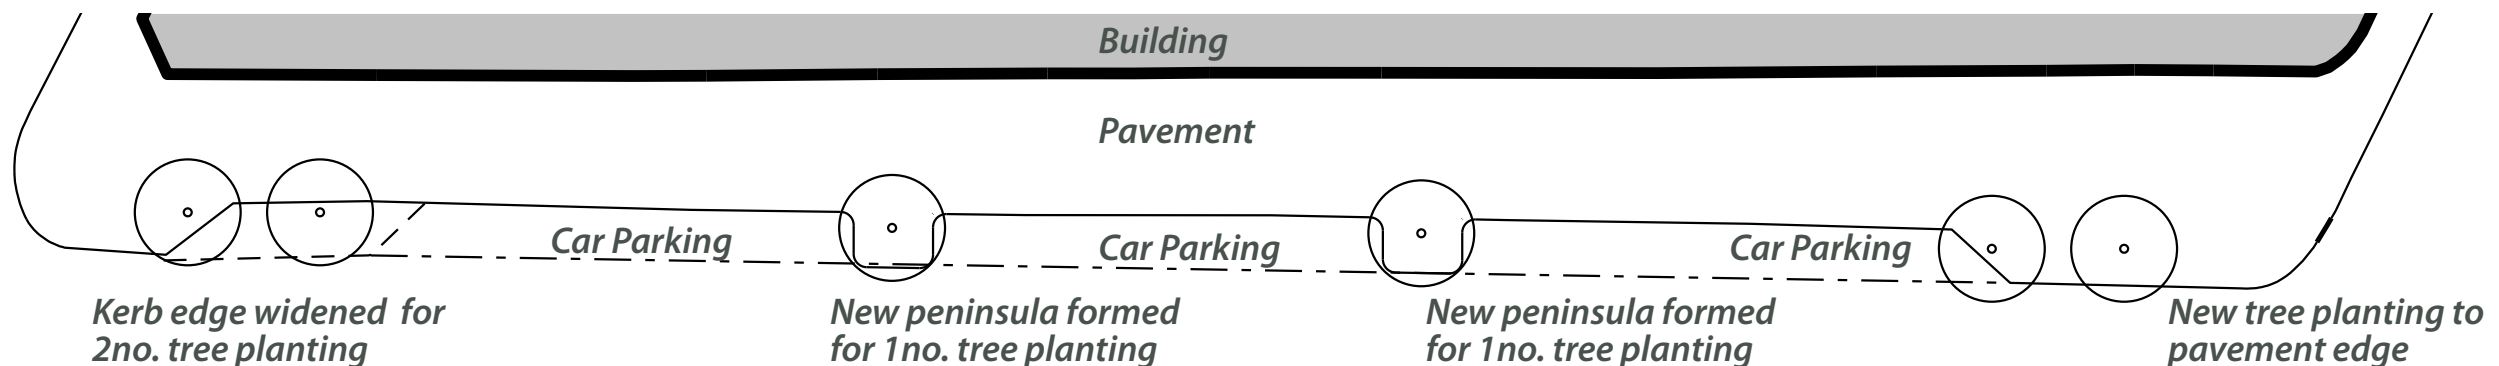 Building
Pavement
Car Parking
Car Parking
Car Parking
Kerb edge widened for
2no. tree planting
New peninsula formed
for 1no. tree planting
New peninsula formed
for 1no. tree planting
New tree planting to
pavement edge